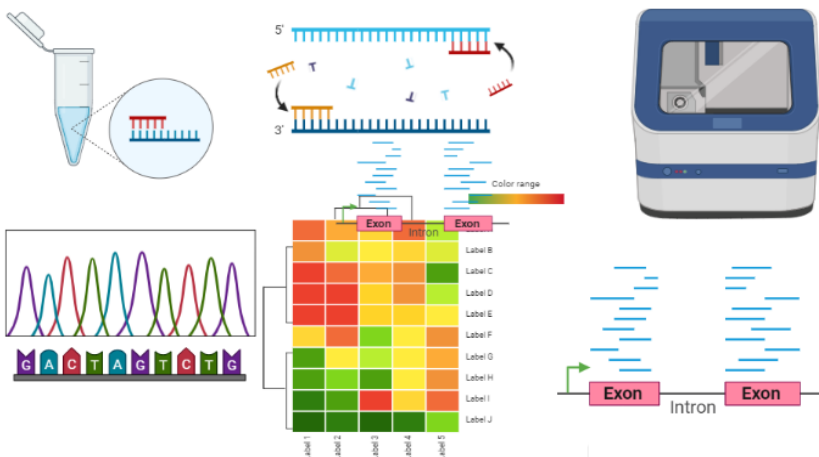 5'
3'
Color range
Exon
Exon
Intron
Label B
Label C
Label D
Label E
Label F
Label G
Label H
Label I
Label J
G A C T A G T C T G
Exon
Exon
Intron